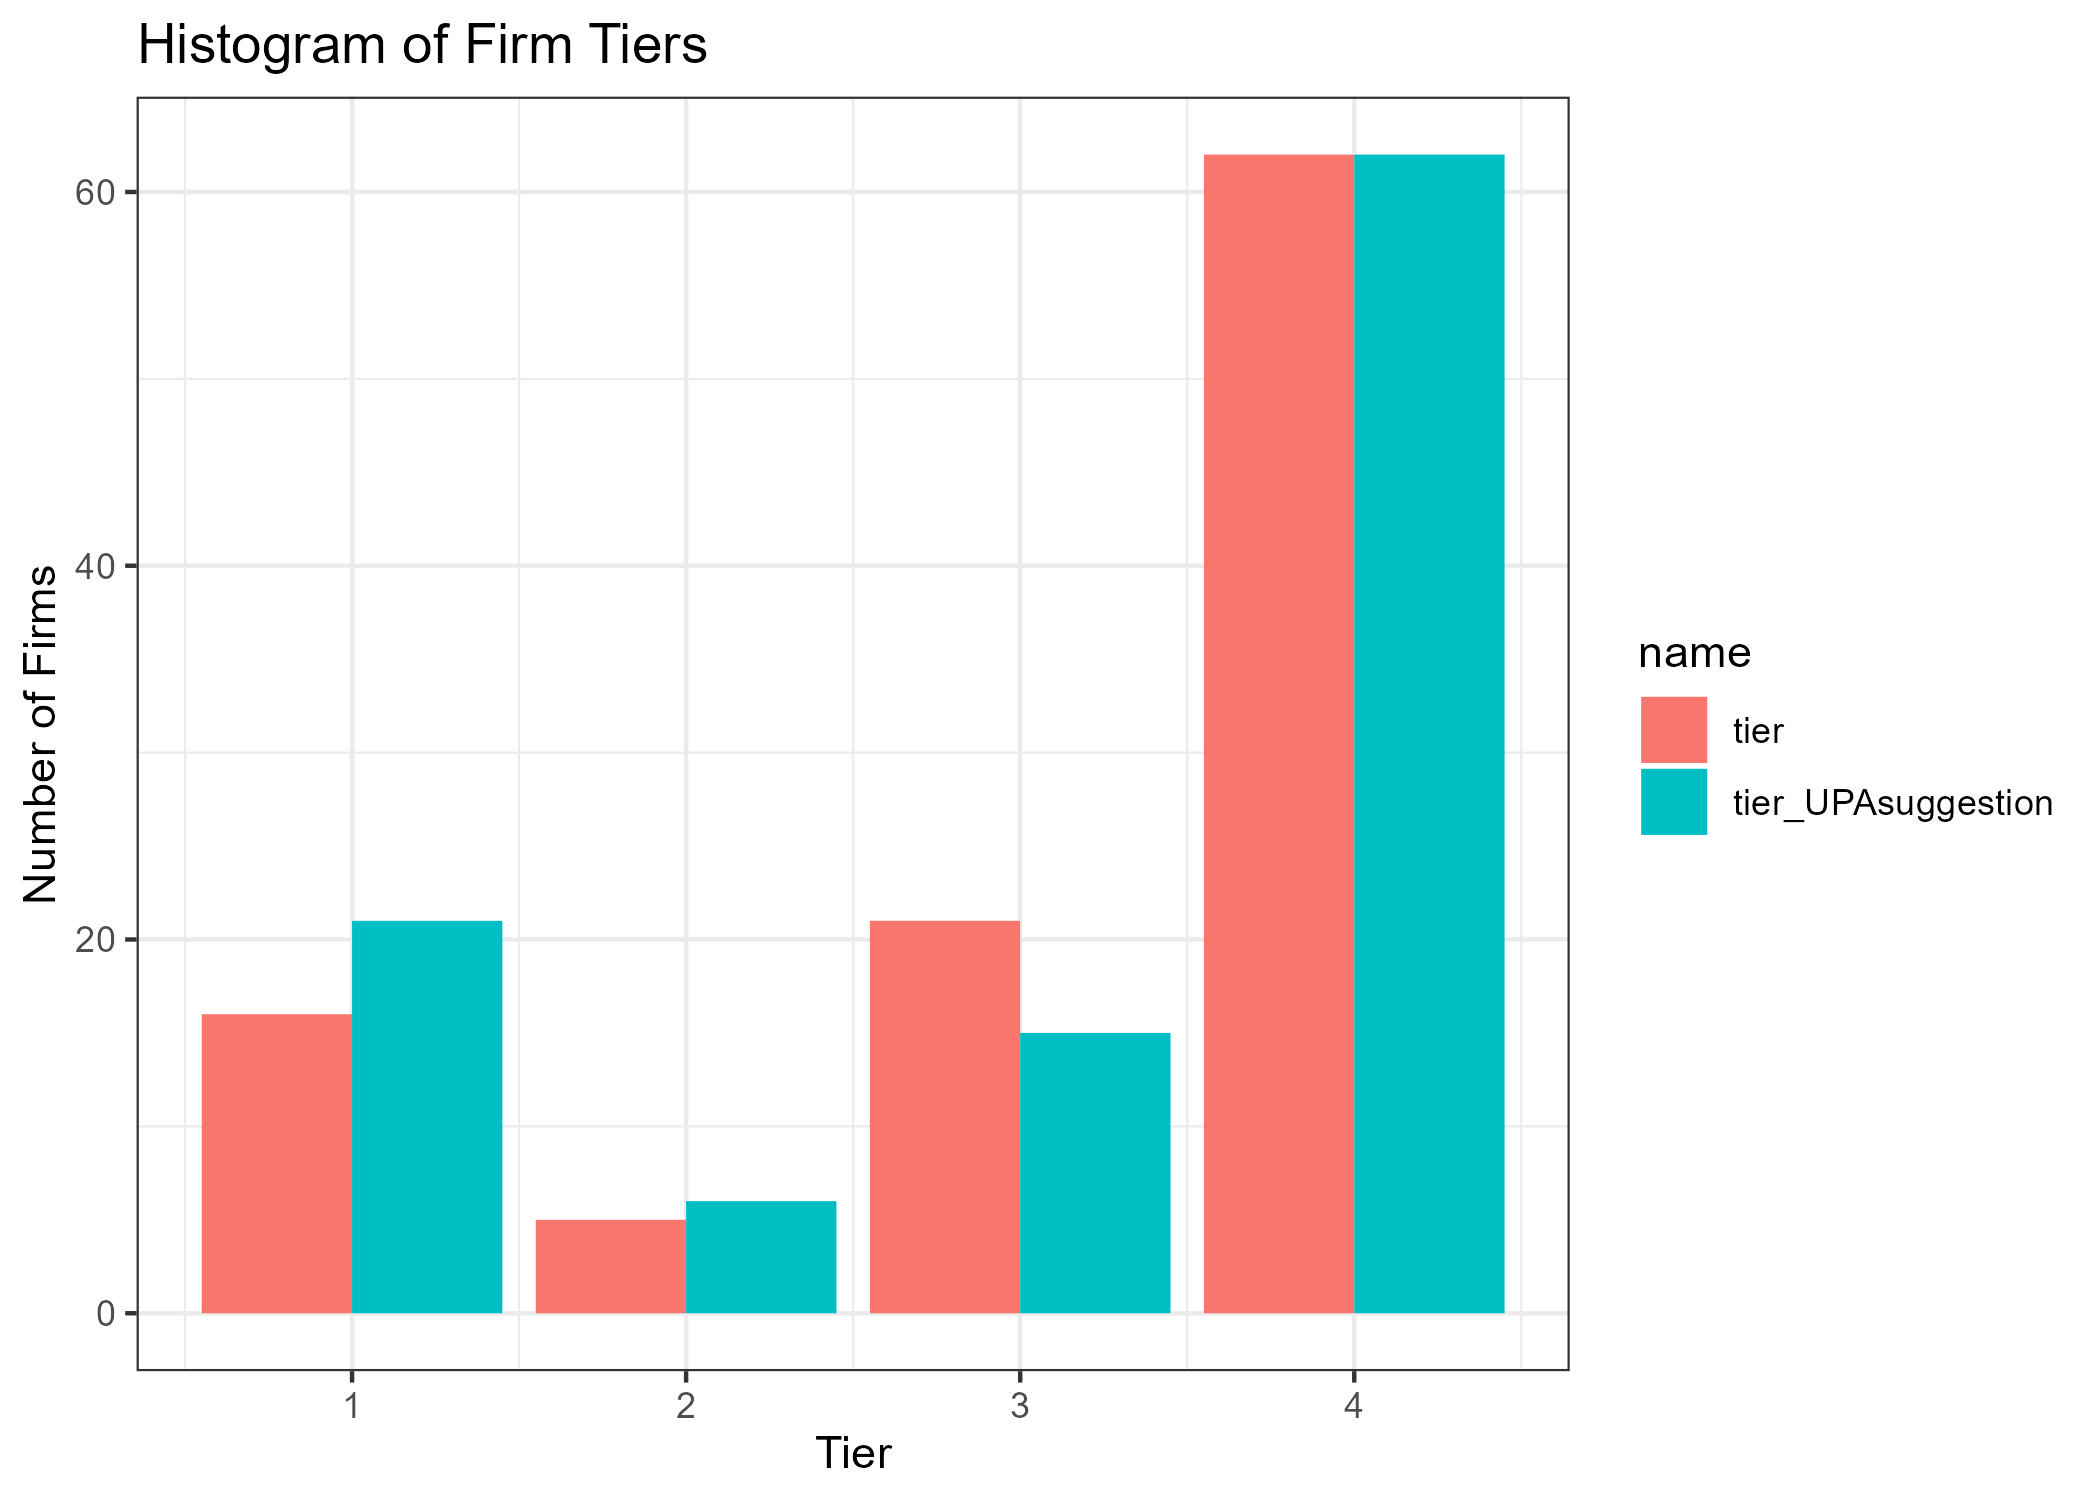 Histogram of Firm Tiers
Number of Firms
60
40
20
0
1
2
3
4
Tier
name
tier
tier_UPAsuggestion